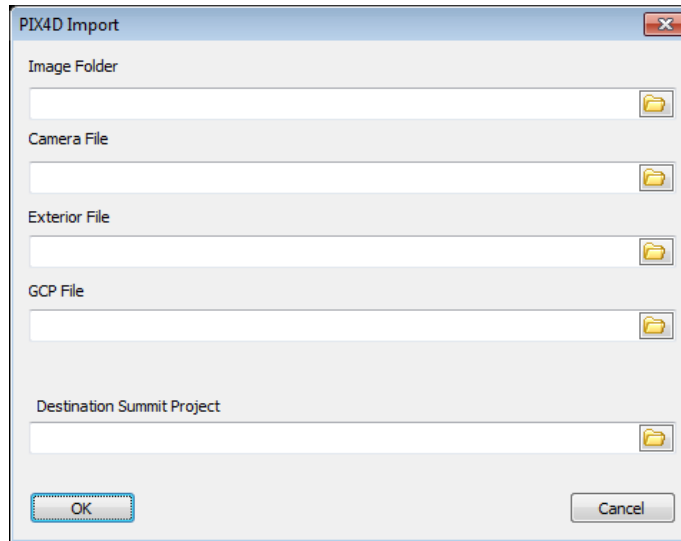 PIX4D Import
Image Folder
Camera File
Exterior File
GCP File
Destination Summit Project
OK Cancel